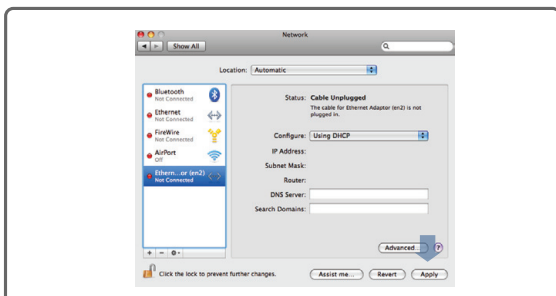 Network
Show All
Location: Automatic
Bluetooth
Not Connected
Ethernet
Not Connected
FireWire
Not Connected
AirPort
Off
Ethern...or (en2)
Not Connected
Status: Cable Unplugged
The cable for Ethernet Adaptor (en2) is not
plugged in.
Configure: Using DHCP
IP Address:
Subnet Mask:
Router:
DNS Server:
Search Domains:
Advanced...
?
Click the lock to prevent further changes.
Assist me...
Revert
Apply